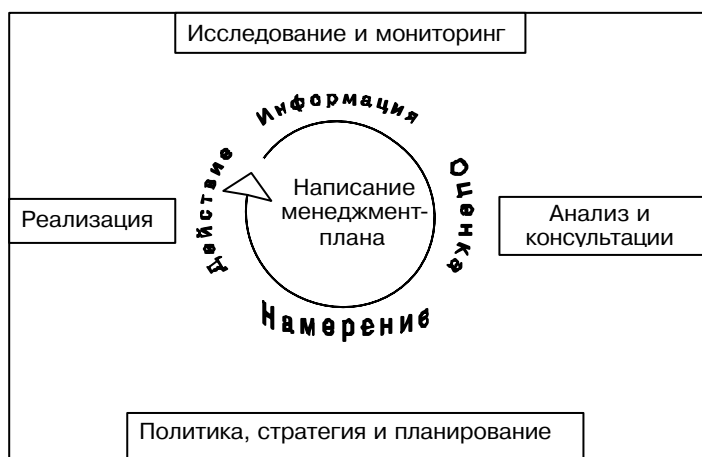 Исследование и мониторинг
Информация
Действие
Оценка
Написание
менеджмент-
плана
Реализация
Анализ и
консультации
Намерение
Политика, стратегия и планирование